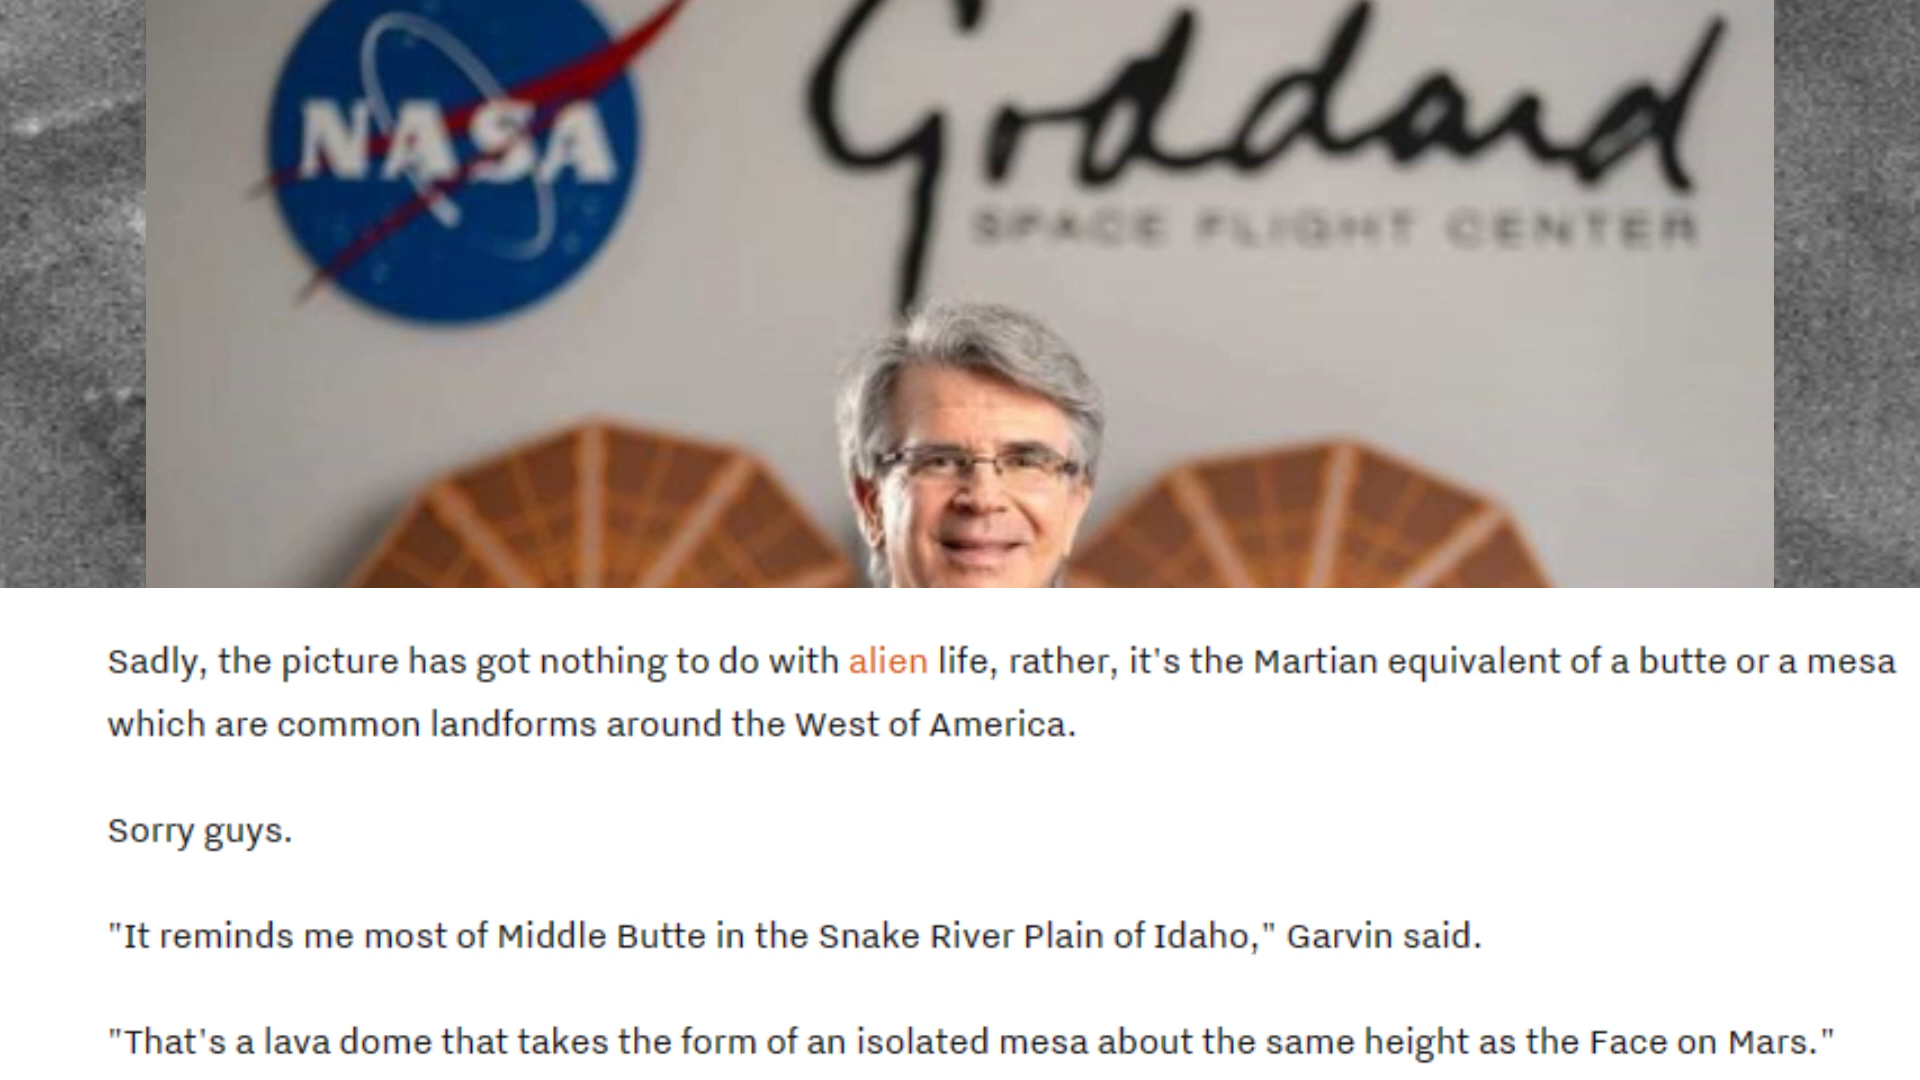 NASA
Goddard
SPACE FLIGHT CENTER
Sadly, the picture has got nothing to do with alien life, rather, it's the Martian equivalent of a butte or a mesa
which are common landforms around the West of America.
Sorry guys.
"It reminds me most of Middle Butte in the Snake River Plain of Idaho," Garvin said.
"That's a lava dome that takes the form of an isolated mesa about the same height as the Face on Mars."